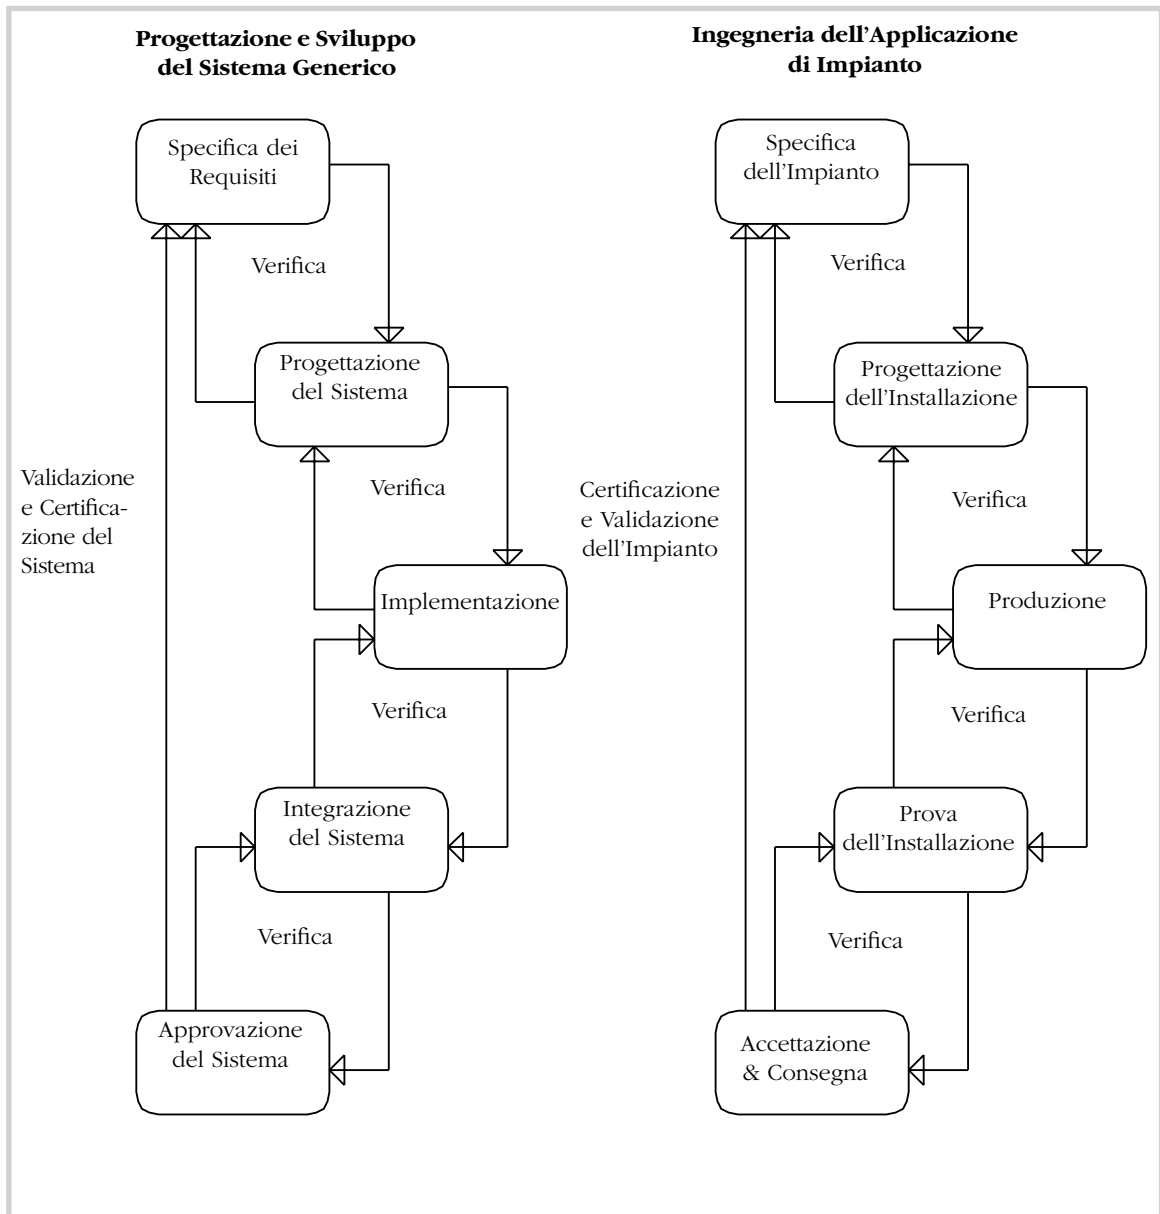 Progettazione e Sviluppo
del Sistema Generico
Specifica dei
Requisiti
Verifica
Progettazione
del Sistema
Validazione
e Certifica-
zione del
Sistema
Verifica
Implementazione
Verifica
Integrazione
del Sistema
Verifica
Approvazione
del Sistema
Ingegneria dell'Applicazione
di Impianto
Specifica
dell'Impianto
Verifica
Progettazione
dell'Installazione
Certificazione
e Validazione
dell'Impianto
Verifica
Produzione
Verifica
Prova
dell'Installazione
Verifica
Accettazione
& Consegna